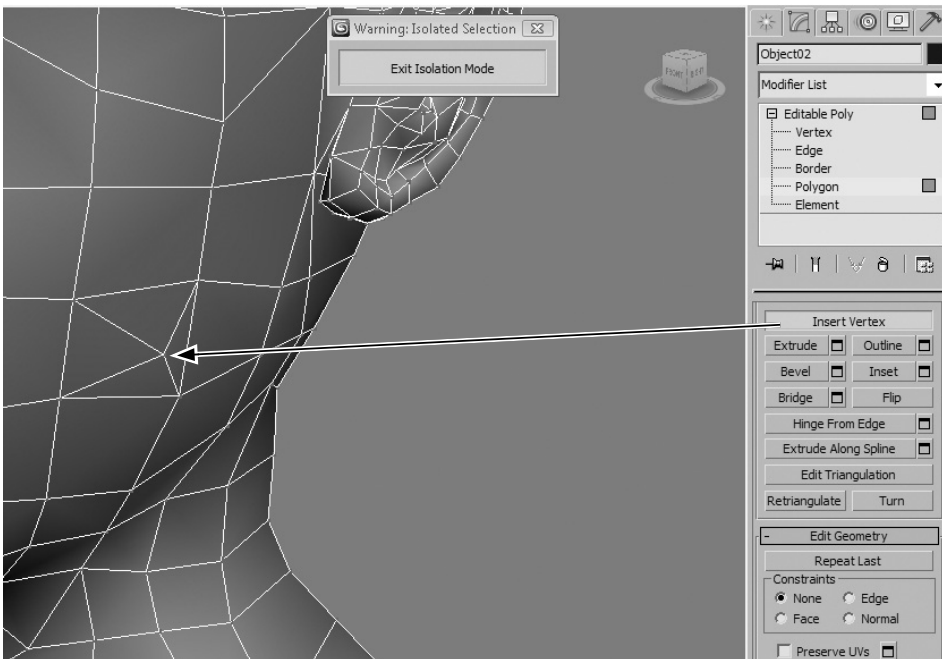 Warning: Isolated Selection
Exit Isolation Mode
Object02
Modifier List
Editable Poly
Vertex
Edge
Border
Polygon
Element
Insert Vertex
Extrude Outline
Bevel Inset
Bridge Flip
Hinge From Edge
Extrude Along Spline
Edit Triangulation
Retriangulate Turn
- Edit Geometry
Repeat Last
Constraints
None Edge
Face Normal
Preserve UVs